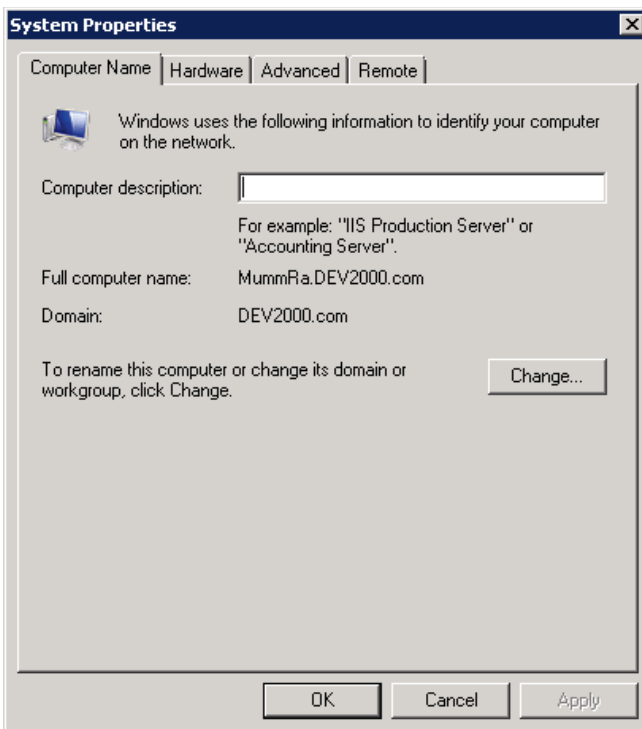 System Properties
Computer Name Hardware Advanced Remote
Windows uses the following information to identify your computer
on the network.
Computer description:
For example: "IIS Production Server" or
"Accounting Server".
Full computer name: MummRa.DEV2000.com
Domain: DEV2000.com
To rename this computer or change its domain or
workgroup, click Change.
Change...
OK Cancel Apply